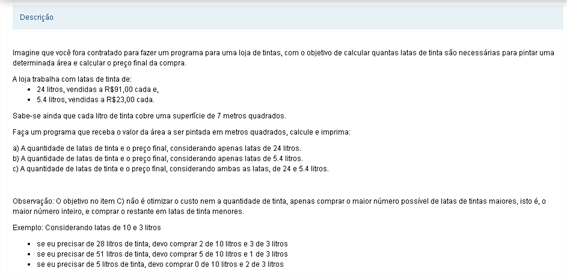 Descrição
Imagine que você fora contratado para fazer um programa para uma loja de tintas, com o objetivo de calcular quantas latas de tinta são necessárias para pintar uma
determinada área e calcular o preço final da compra.
A loja trabalha com latas de tinta de:
• 24 litros, vendidas a R$91,00 cada e,
• 5.4 litros, vendidas a R$23,00 cada.
Sabe-se ainda que cada litro de tinta cobre uma superfície de 7 metros quadrados.
Faça um programa que receba o valor da área a ser pintada em metros quadrados, calcule e imprima:
a) A quantidade de latas de tinta e o preço final, considerando apenas latas de 24 litros.
b) A quantidade de latas de tinta e o preço final, considerando apenas latas de 5.4 litros.
c) A quantidade de latas de tinta e o preço final, considerando ambas as latas, de 24 e 5.4 litros.
Observação: O objetivo no item C) não é otimizar o custo nem a quantidade de tinta, apenas comprar o maior número possível de latas de tintas maiores, isto é, o
maior número inteiro, e comprar o restante em latas de tinta menores.
Exemplo: Considerando latas de 10 e 3 litros
• se eu precisar de 28 litros de tinta, devo comprar 2 de 10 litros e 3 de 3 litros
• se eu precisar de 51 litros de tinta, devo comprar 5 de 10 litros e 1 de 3 litros
• se eu precisar de 5 litros de tinta, devo comprar 0 de 10 litros e 2 de 3 litros